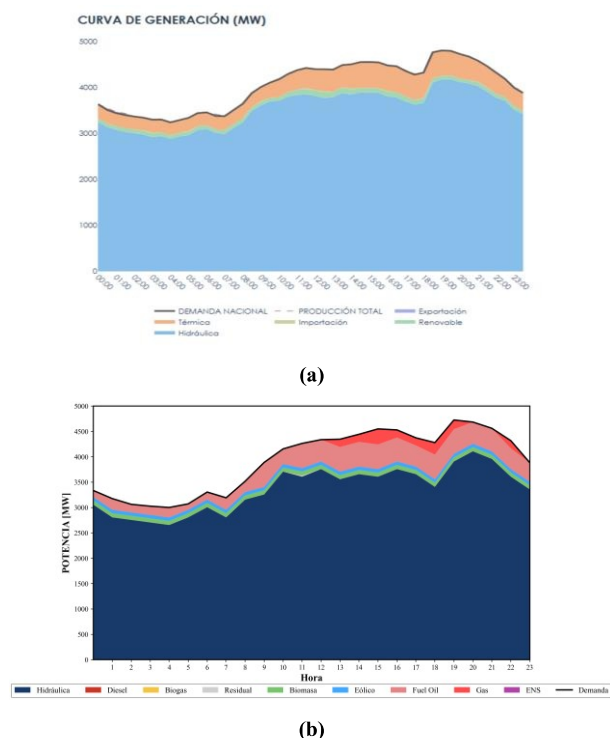 CURVA DE GENERACIÓN (MW)
5000
4000
3000
2000
1000
0
00:00 01:00 02:00 03:00 04:00 05:00 06:00 07:00 08:00 09:00 10:00 11:00 12:00 13:00 14:00 15:00 16:00 17:00 18:00 19:00 20:00 21:00 22:00 23:00
DEMANDA NACIONAL PRODUCCIÓN TOTAL Exportación
Térmica Importación Renovable
Hidráulica
(a)
5000
4500
4000
3500
3000
2500
2000
1500
1000
500
0
POTENCIA [MW]
1 2 3 4 5 6 7 8 9 10 11 12 13 14 15 16 17 18 19 20 21 22 23
Hora
Hidráulica Diesel Biogas Residual Biomasa Eólico Fuel Oil Gas ENS Demanda
(b)